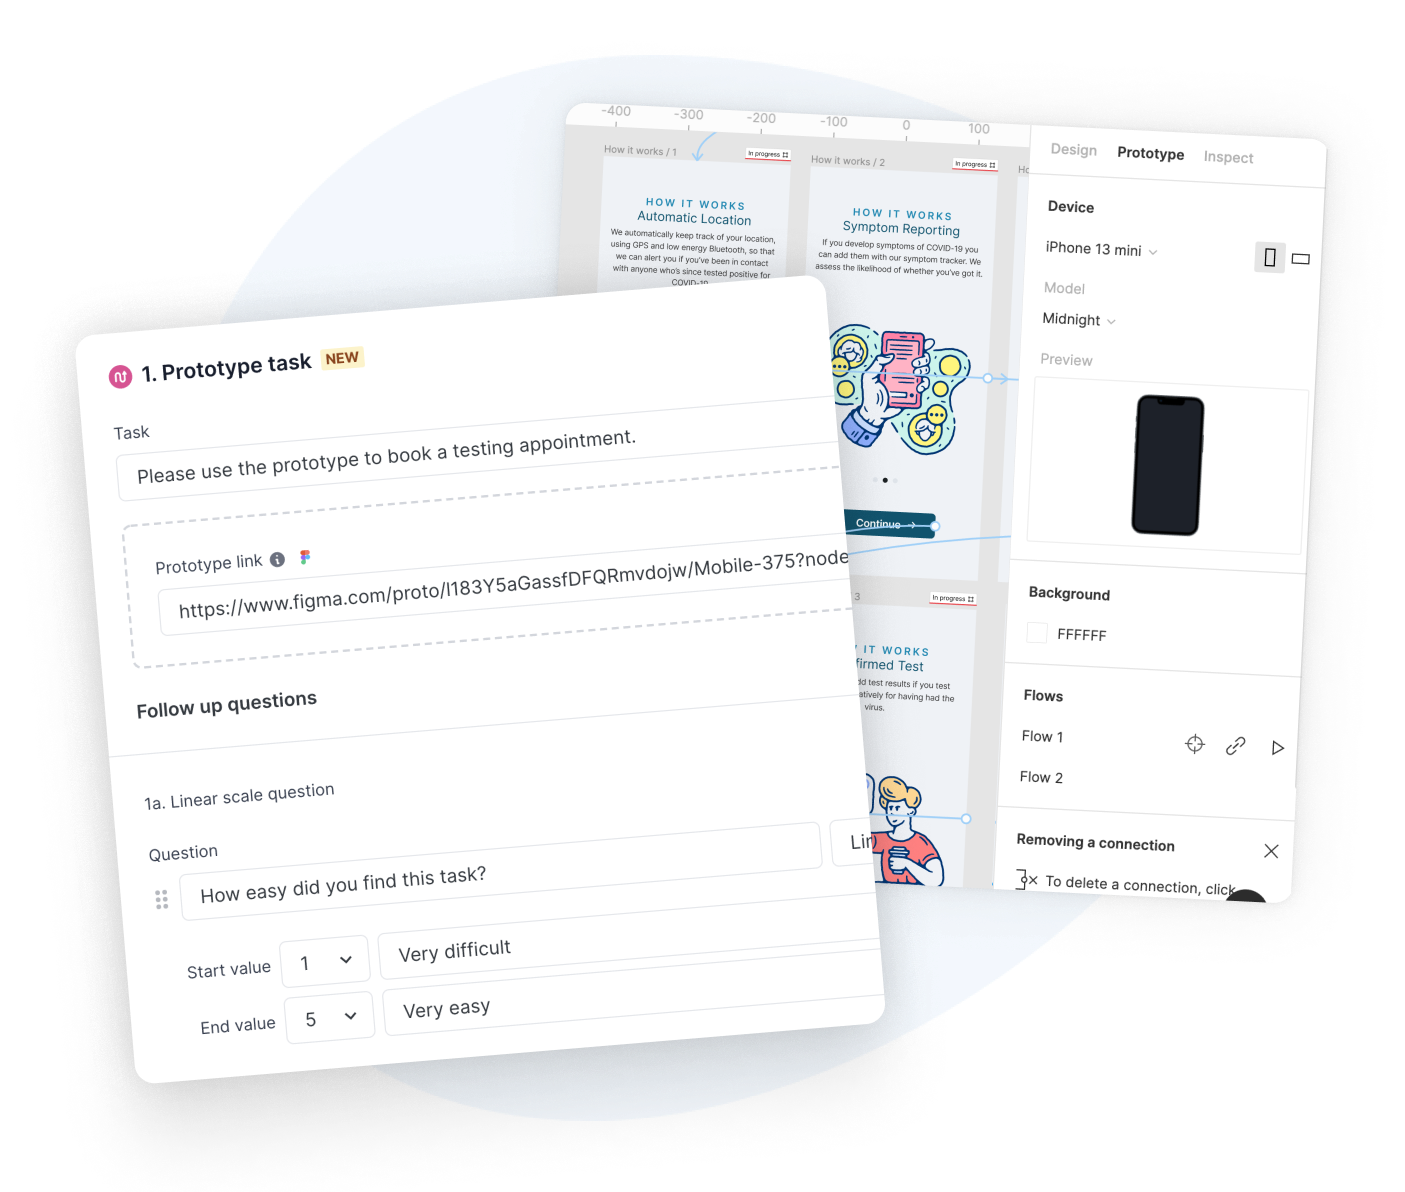 -400 -300 -200 -100 0 100
How it works / 1
In progress
HOW IT WORKS
Automatic Location
We automatically keep track of your location,
using GPS and low energy Bluetooth, so that
we can alert you if you've been in contact
with anyone who's since tested positive for
COVID-19
How it works / 2
In progress
HOW IT WORKS
Symptom Reporting
If you develop symptoms of COVID-19 you
can add them with our symptom tracker. We
assess the likelihood of whether you've got it.
Continue →
3
In progress
IT WORKS
firmed Test
dd test results if you test
atively for having had the
virus.
Design Prototype Inspect
Device
iPhone 13 mini
Model
Midnight
Preview
Background
FFFFFF
Flows
Flow 1
Flow 2
Removing a connection
To delete a connection, click
1. Prototype task NEW
Task
Please use the prototype to book a testing appointment.
Prototype link
https://www.figma.com/proto/l183Y5aGassfDFQRmvdojw/Mobile-375?node
Follow up questions
1a. Linear scale question
Question
How easy did you find this task?
Lin
Start value 1 Very difficult
End value 5 Very easy